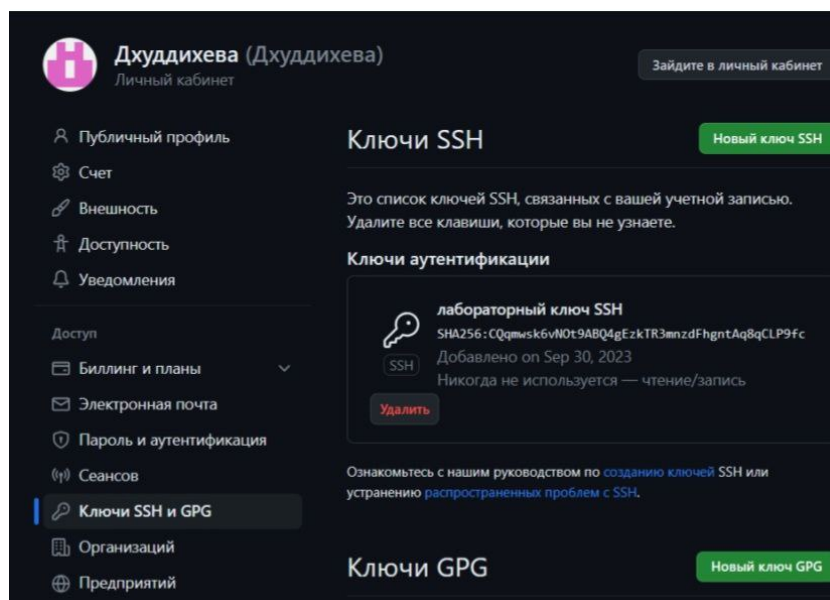 Дхуддихева (Дхуддихева)
Личный кабинет
Зайдите в личный кабинет
Публичный профиль
Счет
Внешность
Доступность
Уведомления
Доступ
Биллинг и планы
Электронная почта
Пароль и аутентификация
Сеансов
Ключи SSH и GPG
Организаций
Предприятий
Ключи SSH
Новый ключ SSH
Это список ключей SSH, связанных с вашей учетной записью.
Удалите все клавиши, которые вы не узнаете.
Ключи аутентификации
лабораторный ключ SSH
SHA256:CQqmwsk6vNOt9ABQ4gEzkTR3mnzdFhgntAq8qCLP9fc
Добавлено on Sep 30, 2023
SSH
Никогда не используется — чтение/запись
Удалить
Ознакомьтесь с нашим руководством по созданию ключей SSH или
устранению распространенных проблем с SSH.
Ключи GPG
Новый ключ GPG